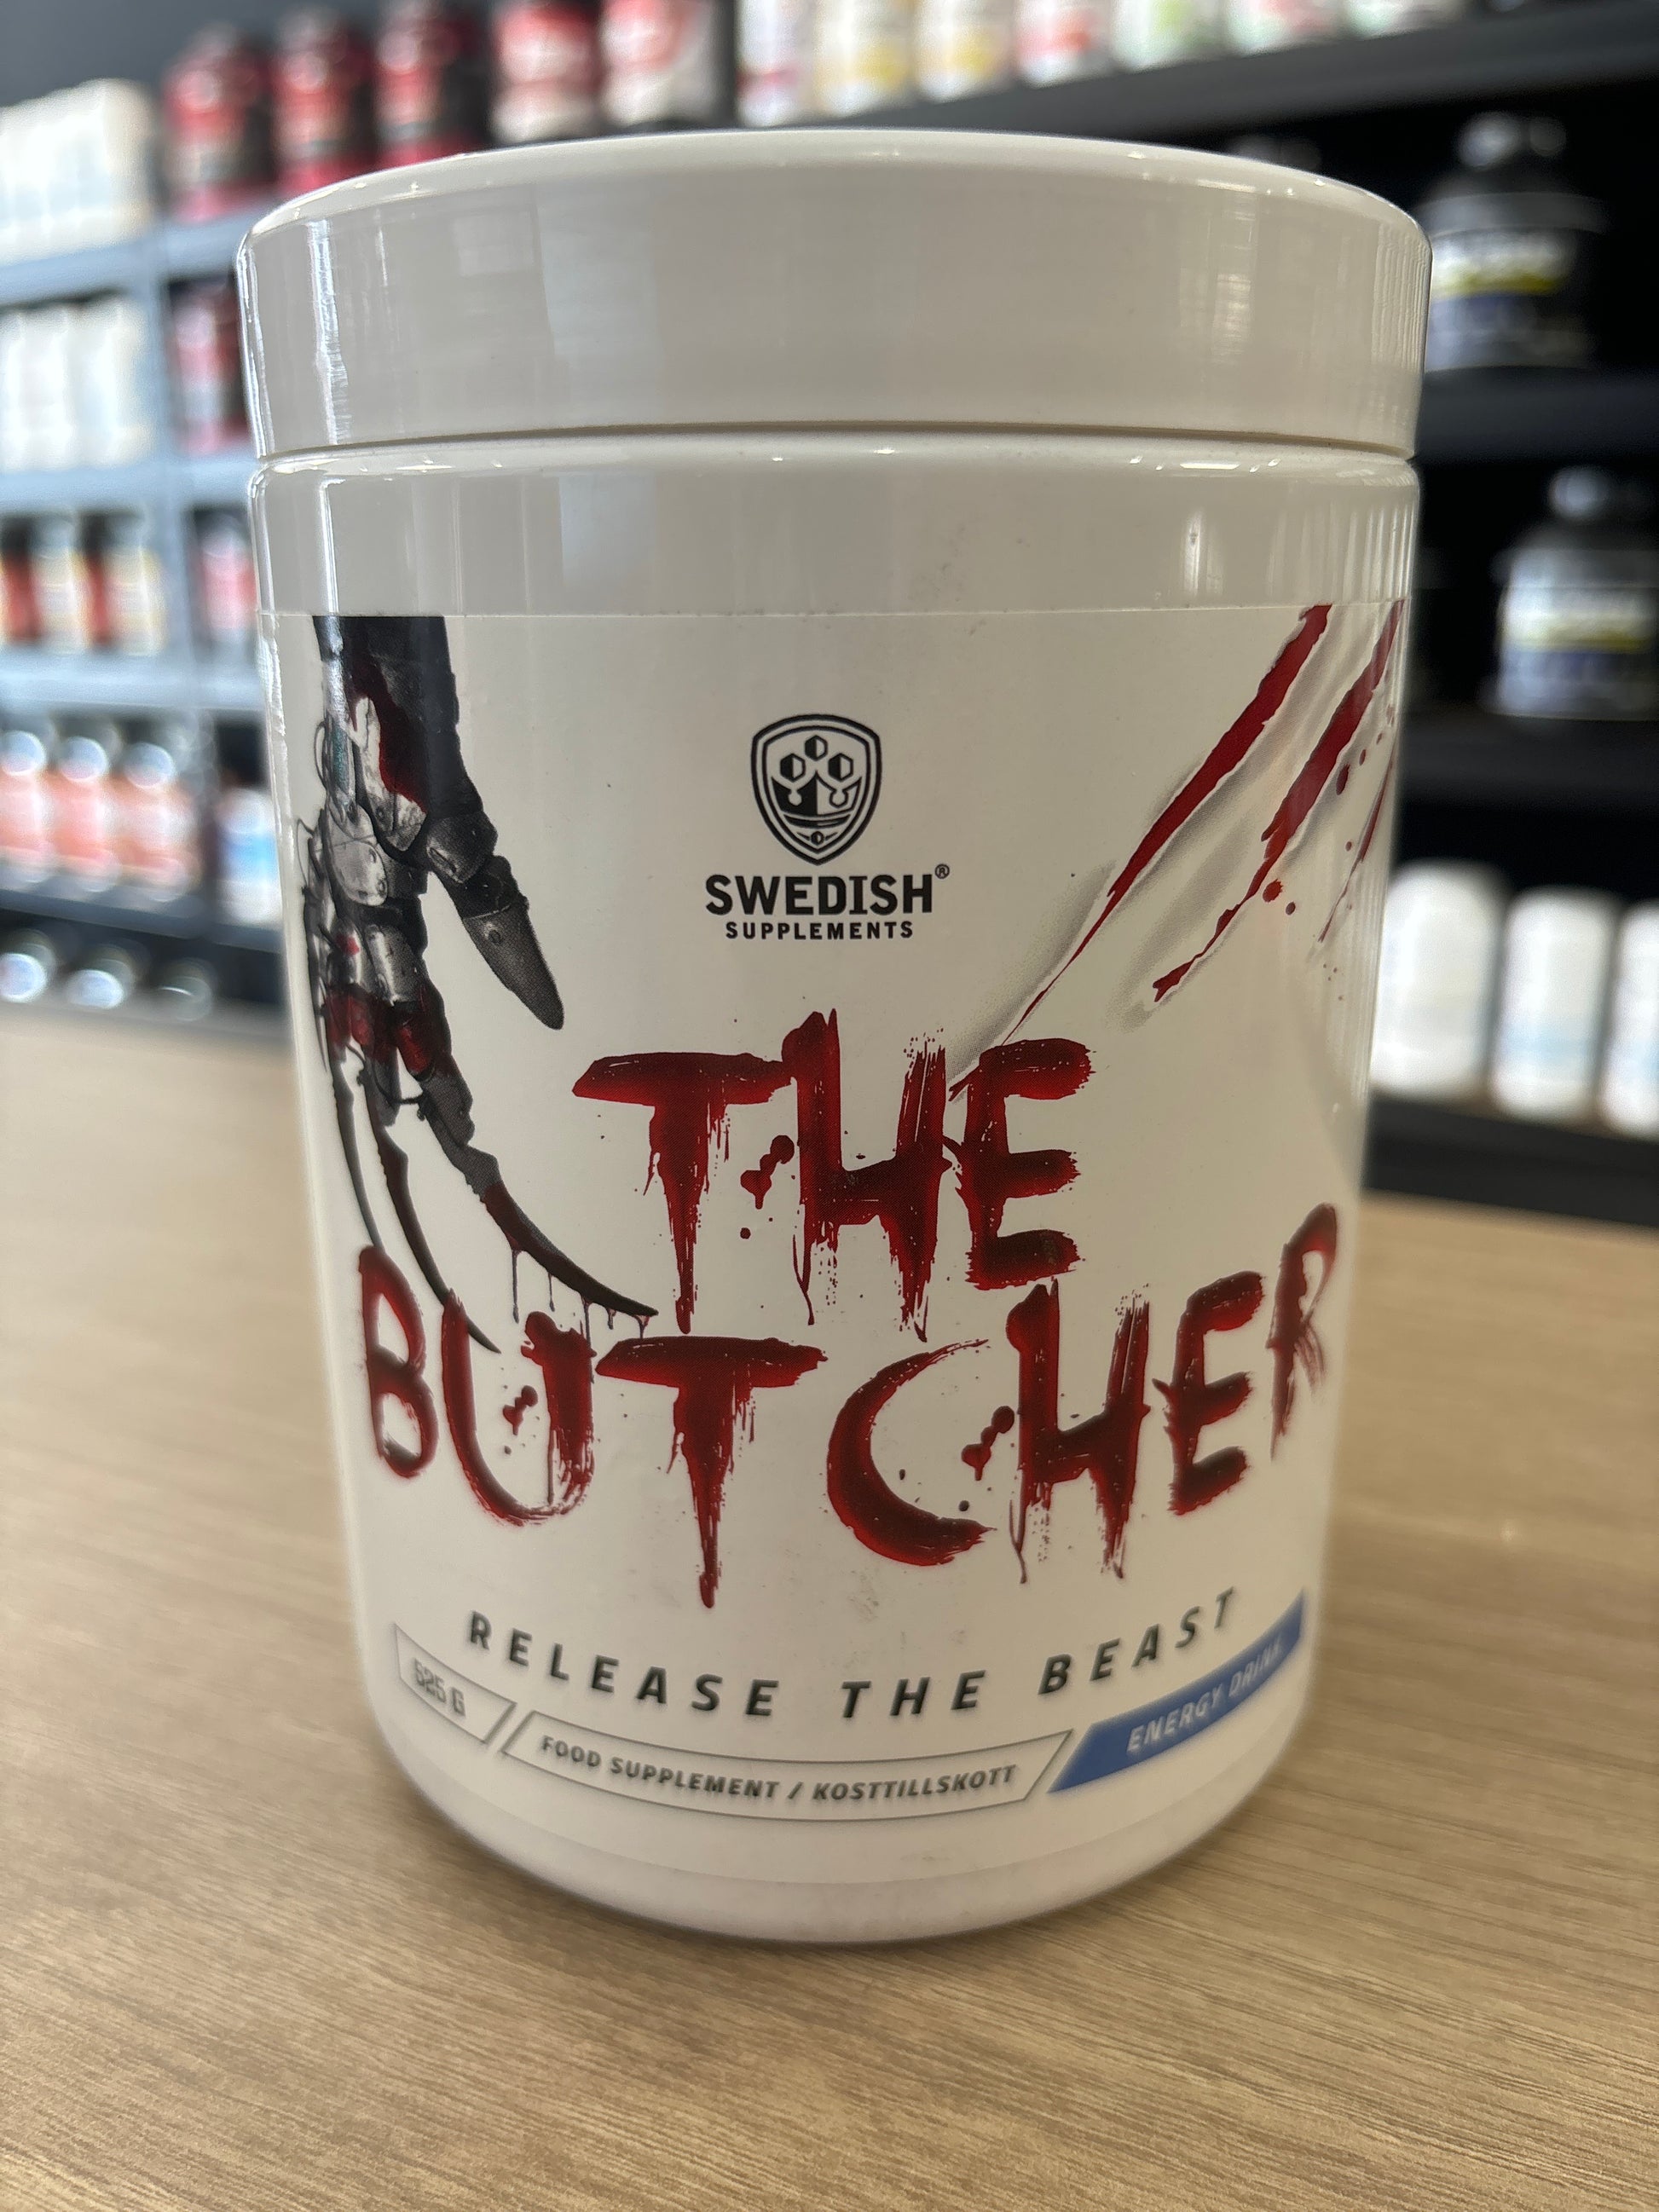 SWEDISH®
SUPPLEMENTS
THE
BUTCHER
RELEASE THE BEAST
525 G
FOOD SUPPLEMENT / KOSTTILLSKOTT
ENERGY DRINK